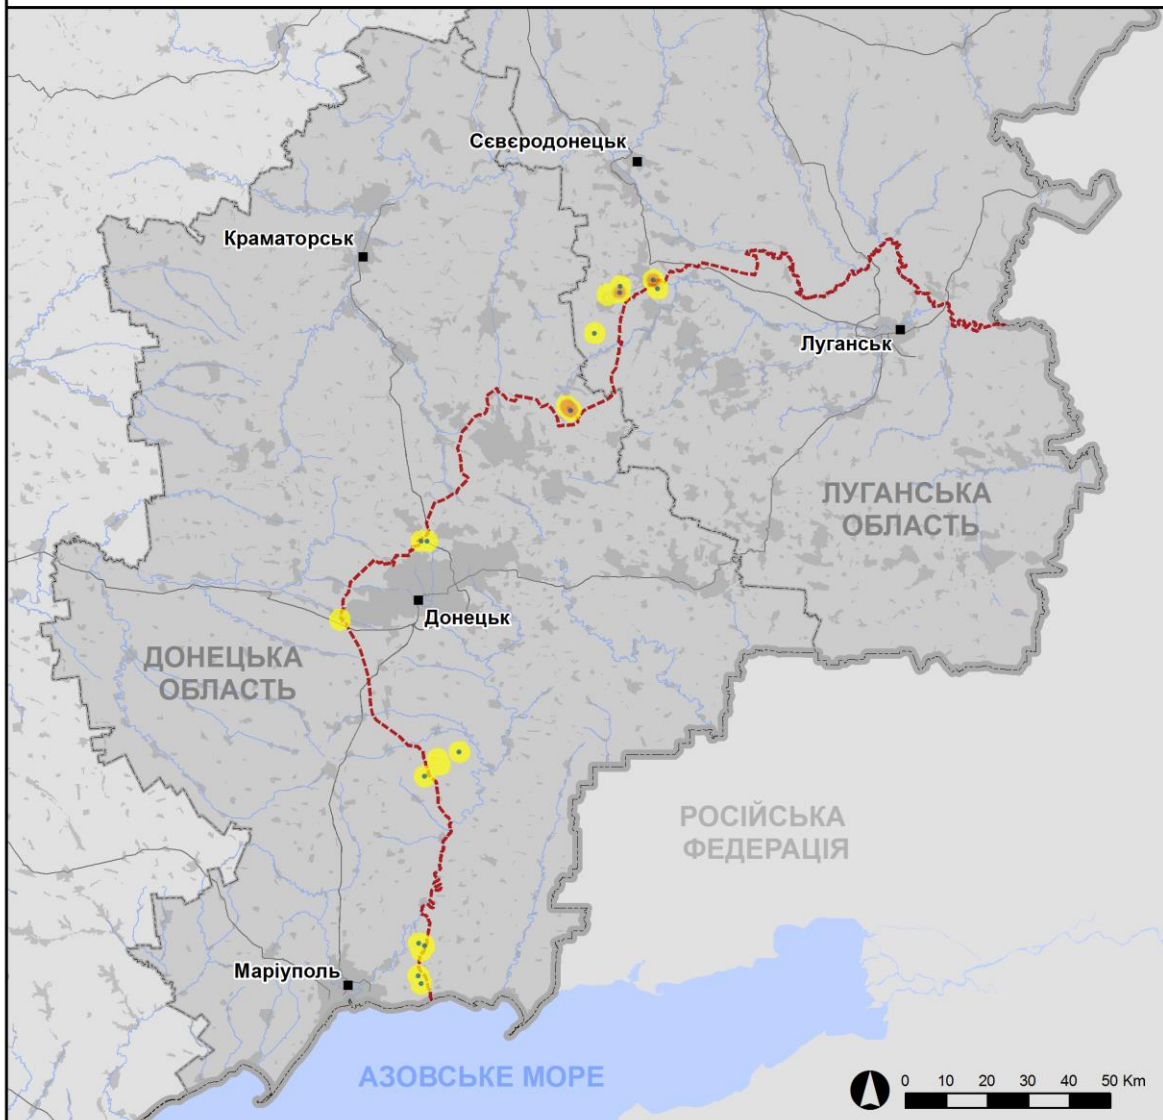 Сєвєродонецьк
Краматорськ
Луганськ
ЛУГАНСЬКА
ОБЛАСТЬ
Донецьк
ДОНЕЦЬКА
ОБЛАСТЬ
РОСІЙСЬКА
ФЕДЕРАЦІЯ
Маріуполь
АЗОВСЬКЕ МОРЕ
0 10 20 30 40 50 Km